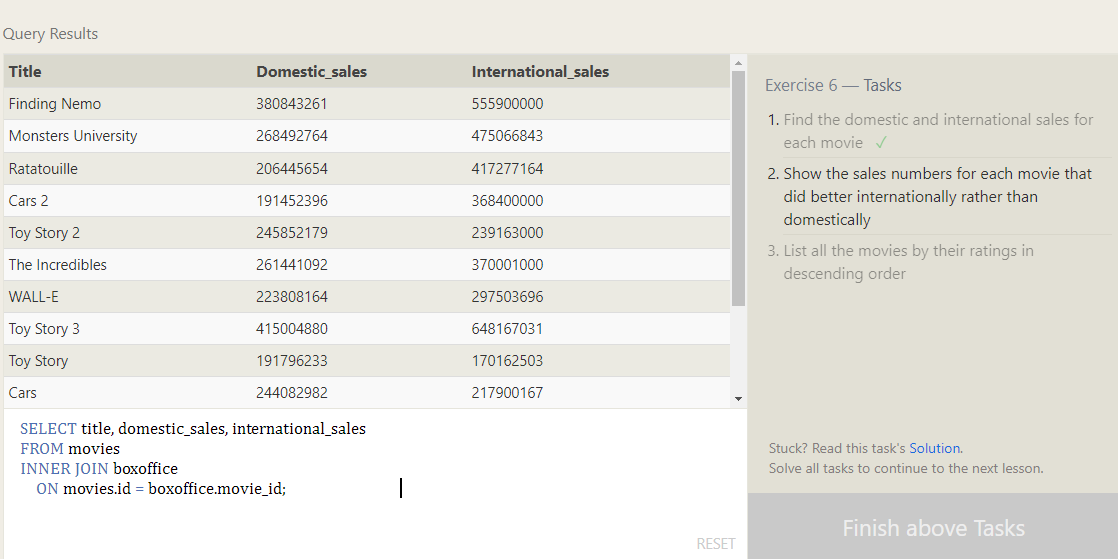 Query Results
Title Domestic_sales International_sales
Finding Nemo 380843261 555900000
Monsters University 268492764 475066843
Ratatouille 206445654 417277164
Cars 2 191452396 368400000
Toy Story 2 245852179 239163000
The Incredibles 261441092 370001000
WALL-E 223808164 297503696
Toy Story 3 415004880 648167031
Toy Story 191796233 170162503
Cars 244082982 217900167
SELECT title, domestic_sales, international_sales
FROM movies
INNER JOIN boxoffice
ON movies.id = boxoffice.movie_id;
RESET
Exercise 6 — Tasks
1. Find the domestic and international sales for
each movie ✓
2. Show the sales numbers for each movie that
did better internationally rather than
domestically
3. List all the movies by their ratings in
descending order
Stuck? Read this task's Solution.
Solve all tasks to continue to the next lesson.
Finish above Tasks